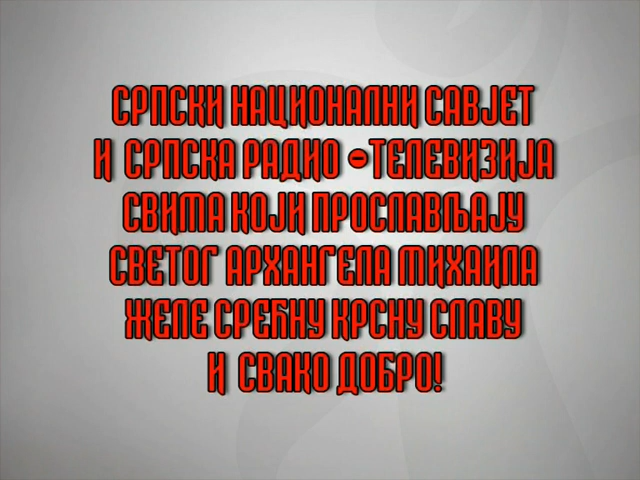 СРПСКИ НАЦИОНАЛНИ САВЈЕТ
И СРПСКА РАДИО -ТЕЛЕВИЗИЈА
СВИМА КОЈИ ПРОСЛАВЉАЈУ
СВЕТОГ АРХАНГЕЛА МИХАИЛА
ЖЕЛЕ СРЕЋНУ КРСНУ СЛАВУ
И СВАКО ДОБРО!